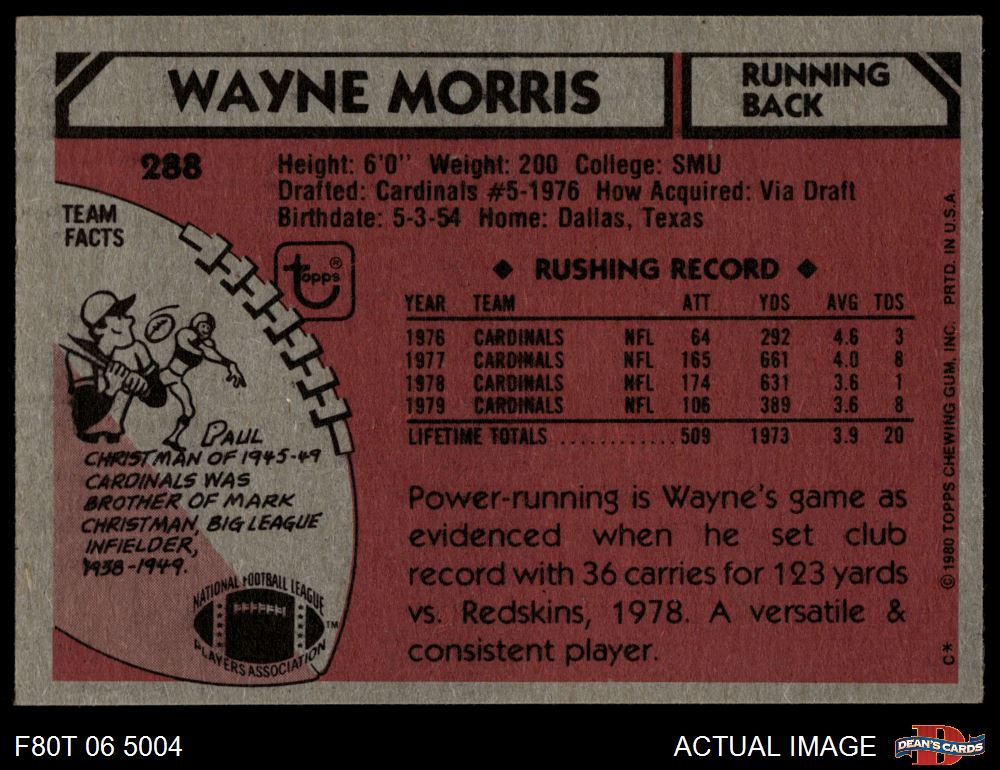 WAYNE MORRIS
RUNNING
BACK
288
Height: 6'0" Weight: 200 College: SMU
Drafted: Cardinals #5-1976 How Acquired: Via Draft
Birthdate: 5-3-54 Home: Dallas, Texas
TEAM
FACTS
topps®
◆ RUSHING RECORD ◆
YEAR TEAM ATT YDS AVG TDS
1976 CARDINALS NFL 64 292 4.6 3
1977 CARDINALS NFL 165 661 4.0 8
1978 CARDINALS NFL 174 631 3.6 1
1979 CARDINALS NFL 106 389 3.6 8
LIFETIME TOTALS ............ 509 1973 3.9 20
PAUL
CHRISTMAN OF 1945-49
CARDINALS WAS
BROTHER OF MARK
CHRISTMAN, BIG LEAGUE
INFIELDER,
1938-1949.
Power-running is Wayne's game as
evidenced when he set club
record with 36 carries for 123 yards
vs. Redskins, 1978. A versatile &
consistent player.
NATIONAL FOOTBALL LEAGUE
PLAYERS ASSOCIATION
TM
C* © 1980 TOPPS CHEWING GUM, INC. PRTD. IN U.S.A.
F80T 06 5004
ACTUAL IMAGE
D
DEAN'S CARDS